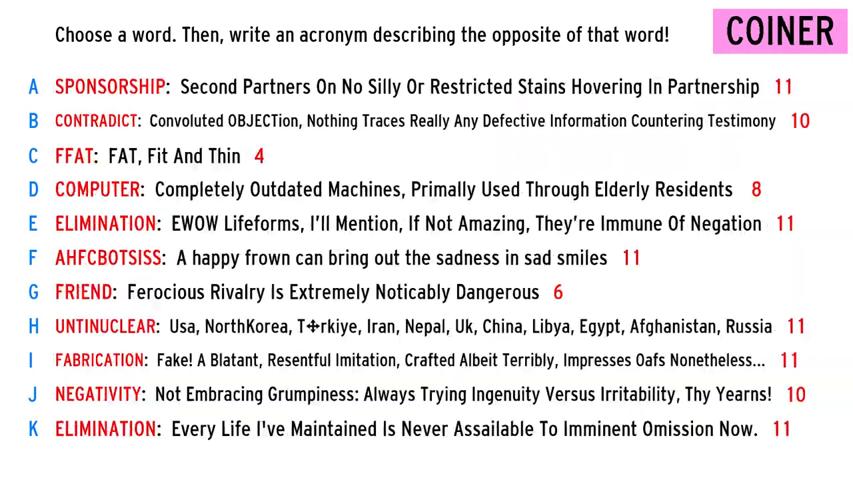 Choose a word. Then, write an acronym describing the opposite of that word!
COINER
A SPONSORSHIP: Second Partners On No Silly Or Restricted Stains Hovering In Partnership 11
B CONTRADICT: Convoluted OBJECTion, Nothing Traces Really Any Defective Information Countering Testimony 10
C FFAT: FAT, Fit And Thin 4
D COMPUTER: Completely Outdated Machines, Primally Used Through Elderly Residents 8
E ELIMINATION: EWOW Lifeforms, I'll Mention, If Not Amazing, They're Immune Of Negation 11
F AHFCBOTSISS: A happy frown can bring out the sadness in sad smiles 11
G FRIEND: Ferocious Rivalry Is Extremely Noticably Dangerous 6
H UNTINUCLEAR: Usa, NorthKorea, T✢rkiye, Iran, Nepal, Uk, China, Libya, Egypt, Afghanistan, Russia 11
I FABRICATION: Fake! A Blatant, Resentful Imitation, Crafted Albeit Terribly, Impresses Oafs Nonetheless... 11
J NEGATIVITY: Not Embracing Grumpiness: Always Trying Ingenuity Versus Irritability, Thy Yearns! 10
K ELIMINATION: Every Life I've Maintained Is Never Assailable To Imminent Omission Now. 11